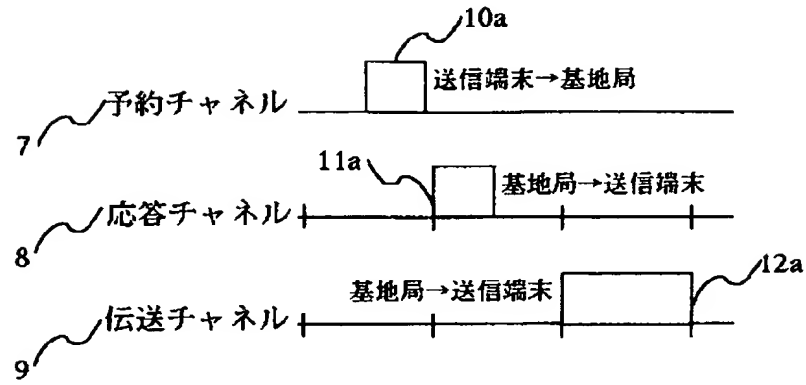 10a
送信端末→基地局
予約チャネル
7
11a
基地局→送信端末
応答チャネル
8
12a
基地局→送信端末
伝送チャネル
9